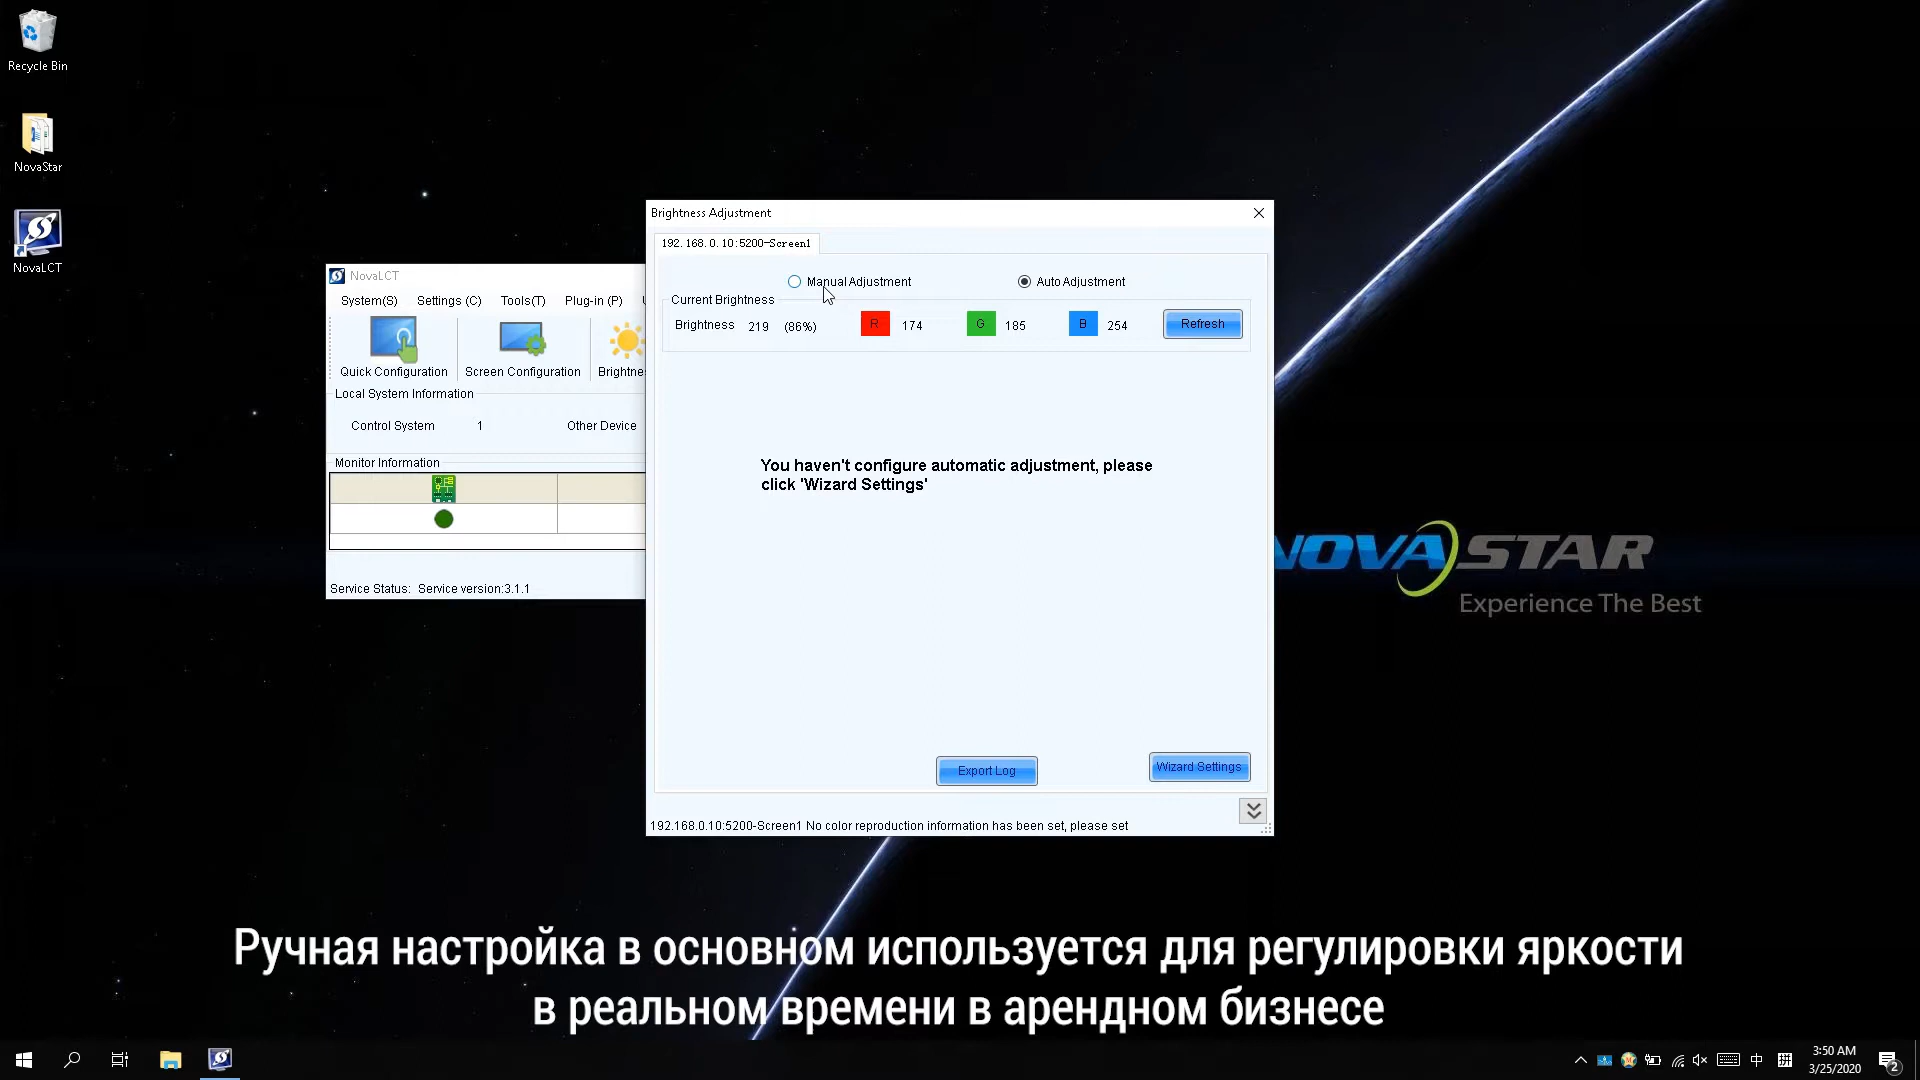 Recycle Bin
NovaStar
NovaLCT
NovaLCT
System(S) Settings (C) Tools(T) Plug-in (P)
Quick Configuration Screen Configuration
Local System Information
Control System 1 Other Device
Monitor Information
Service Status: Service version:3.1.1
Brightness Adjustment
192.168.0.10:5200-Screen1
Manual Adjustment Auto Adjustment
Current Brightness
Brightness 219 (86%) R 174 G 185 B 254 Refresh
You haven't configure automatic adjustment, please
click 'Wizard Settings'
Export Log Wizard Settings
192.168.0.10:5200-Screen1 No color reproduction information has been set, please set
NOVASTAR
Experience The Best
Ручная настройка в основном используется для регулировки яркости
в реальном времени в арендном бизнесе
中 拼 3:50 AM
3/25/2020 2